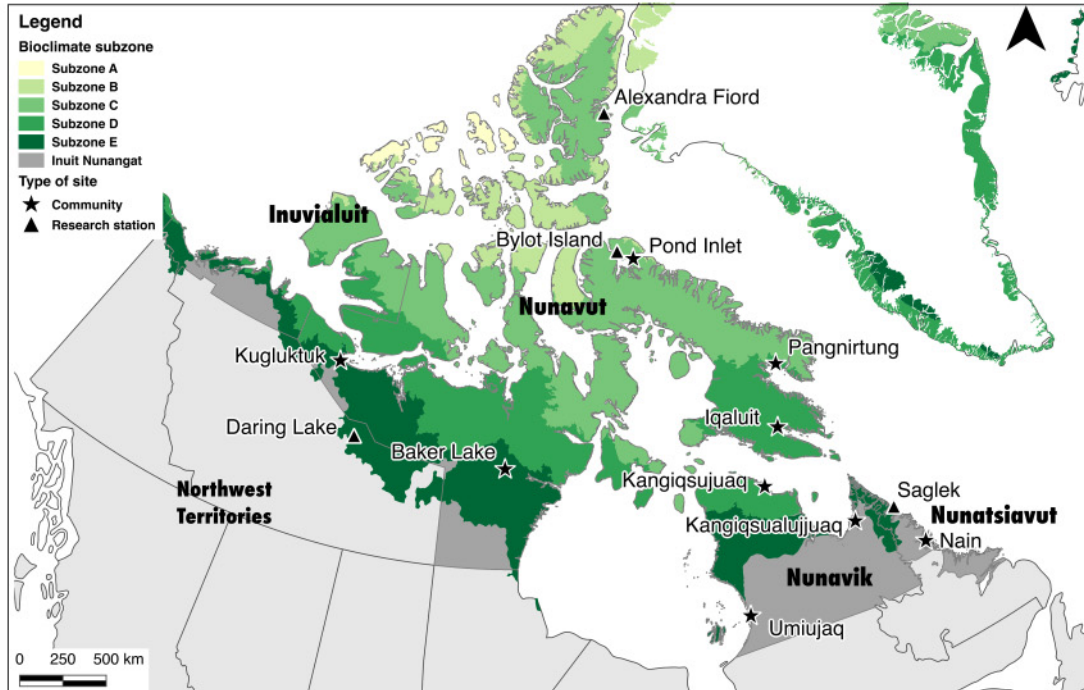 Legend
Bioclimate subzone
Subzone A
Subzone B
Subzone C
Subzone D
Subzone E
Inuit Nunangat
Type of site
Community
Research station
Alexandra Fiord
Inuvialuit
Bylot Island
Pond Inlet
Nunavut
Kugluktuk
Pangnirtung
Daring Lake
Baker Lake
Iqaluit
Northwest
Territories
Kangiqsujuaq
Saglek
Kangiqsualujjuaq
Nunatsiavut
Nain
Nunavik
Umiujaq
0 250 500 km